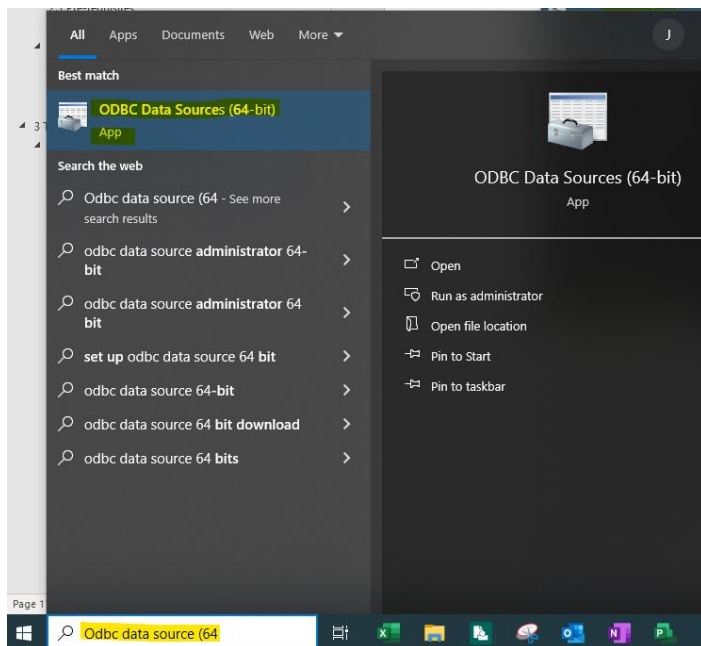 All Apps Documents Web More
J
Best match
ODBC Data Sources (64-bit)
App
Search the web
Odbc data source (64 - See more
search results
odbc data source administrator 64-
bit
odbc data source administrator 64
bit
set up odbc data source 64 bit
odbc data source 64-bit
odbc data source 64 bit download
odbc data source 64 bits
ODBC Data Sources (64-bit)
App
Open
Run as administrator
Open file location
Pin to Start
Pin to taskbar
3
Page 1
Odbc data source (64